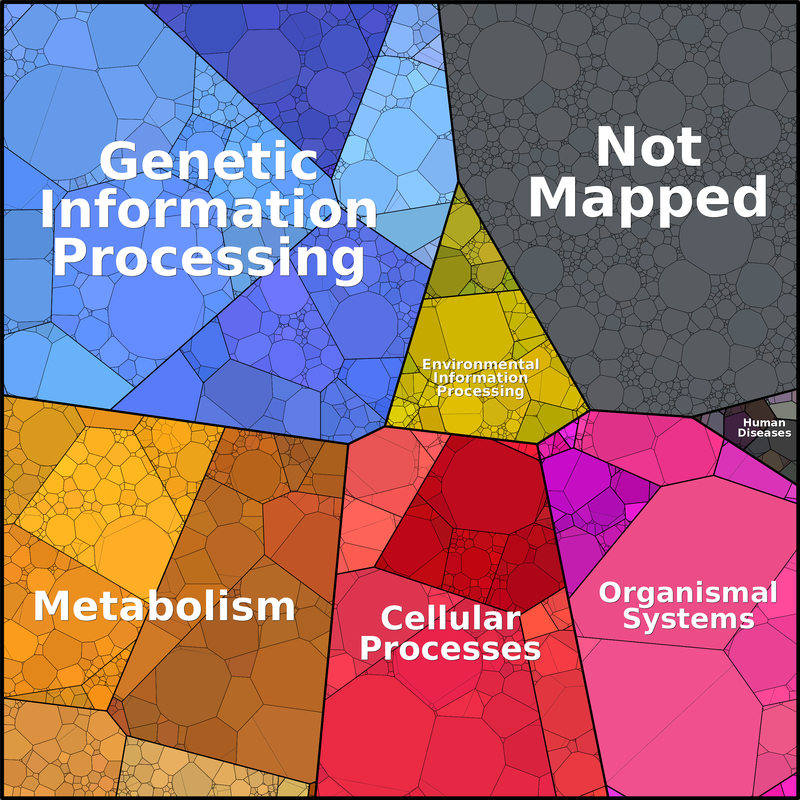 Genetic
Information
Processing
Not
Mapped
Environmental
Information
Processing
Human
Diseases
Metabolism
Cellular
Processes
Organismal
Systems